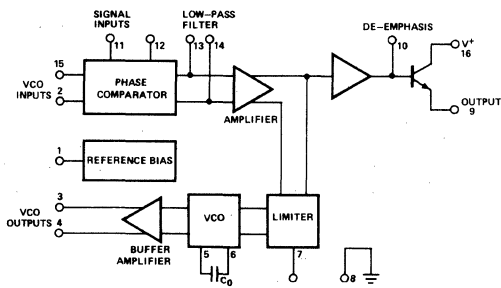 SIGNAL INPUTS
LOW-PASS FILTER
DE-EMPHASIS
11
12
13
14
10
V+
16
15
VCO INPUTS
2
PHASE COMPARATOR
AMPLIFIER
OUTPUT
9
1
REFERENCE BIAS
3
VCO OUTPUTS
4
BUFFER AMPLIFIER
VCO
LIMITER
5
6
7
8
C0